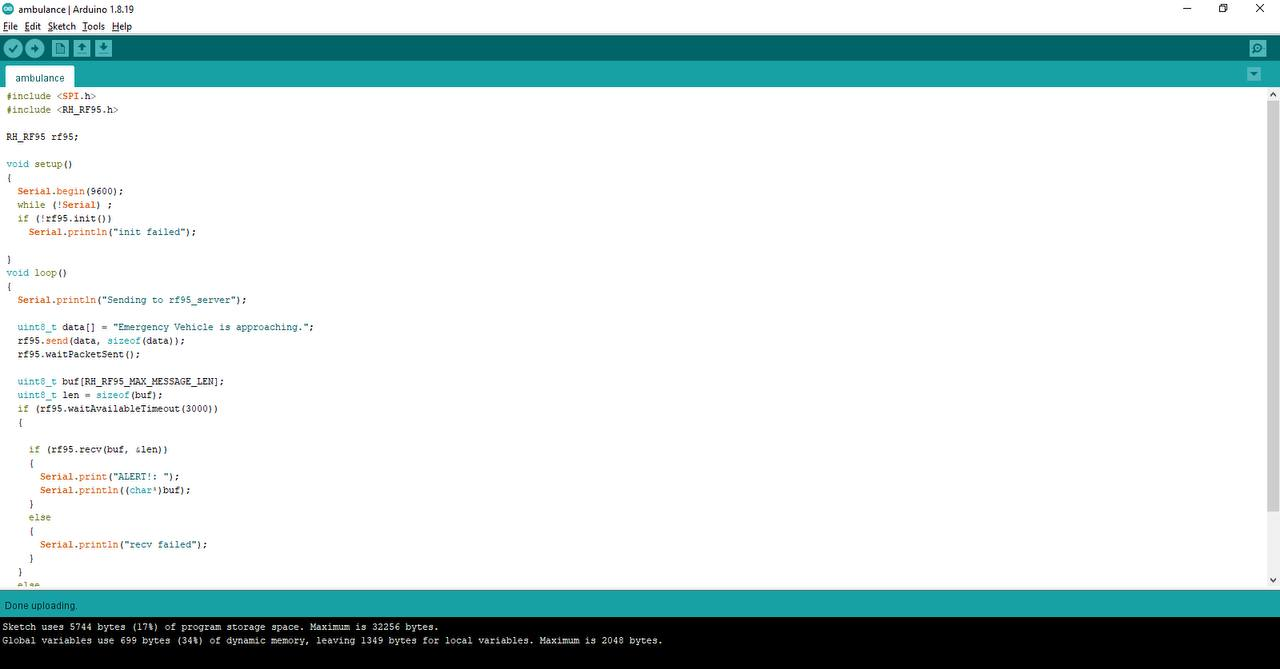 ambulance | Arduino 1.8.19
File Edit Sketch Tools Help
ambulance
#include <SPI.h>
#include <RH_RF95.h>
RH_RF95 rf95;
void setup()
{
Serial.begin(9600);
while (!Serial) ;
if (!rf95.init())
Serial.println("init failed");
}
void loop()
{
Serial.println("Sending to rf95_server");
uint8_t data[] = "Emergency Vehicle is approaching.";
rf95.send(data, sizeof(data));
rf95.waitPacketSent();
uint8_t buf[RH_RF95_MAX_MESSAGE_LEN];
uint8_t len = sizeof(buf);
if (rf95.waitAvailableTimeout(3000))
{
if (rf95.recv(buf, &len))
{
Serial.print("ALERT!: ");
Serial.println((char*)buf);
}
else
{
Serial.println("recv failed");
}
}
else
Done uploading.
Sketch uses 5744 bytes (17%) of program storage space. Maximum is 32256 bytes.
Global variables use 699 bytes (34%) of dynamic memory, leaving 1349 bytes for local variables. Maximum is 2048 bytes.